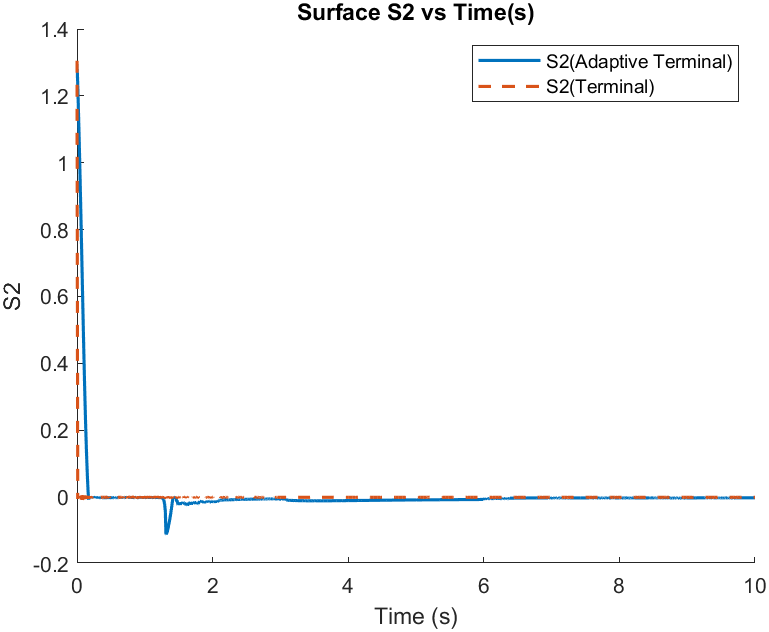 Surface S2 vs Time(s)
S2(Adaptive Terminal)
S2(Terminal)
1.4
1.2
1
0.8
0.6
0.4
0.2
0
-0.2
S2
0 2 4 6 8 10
Time (s)